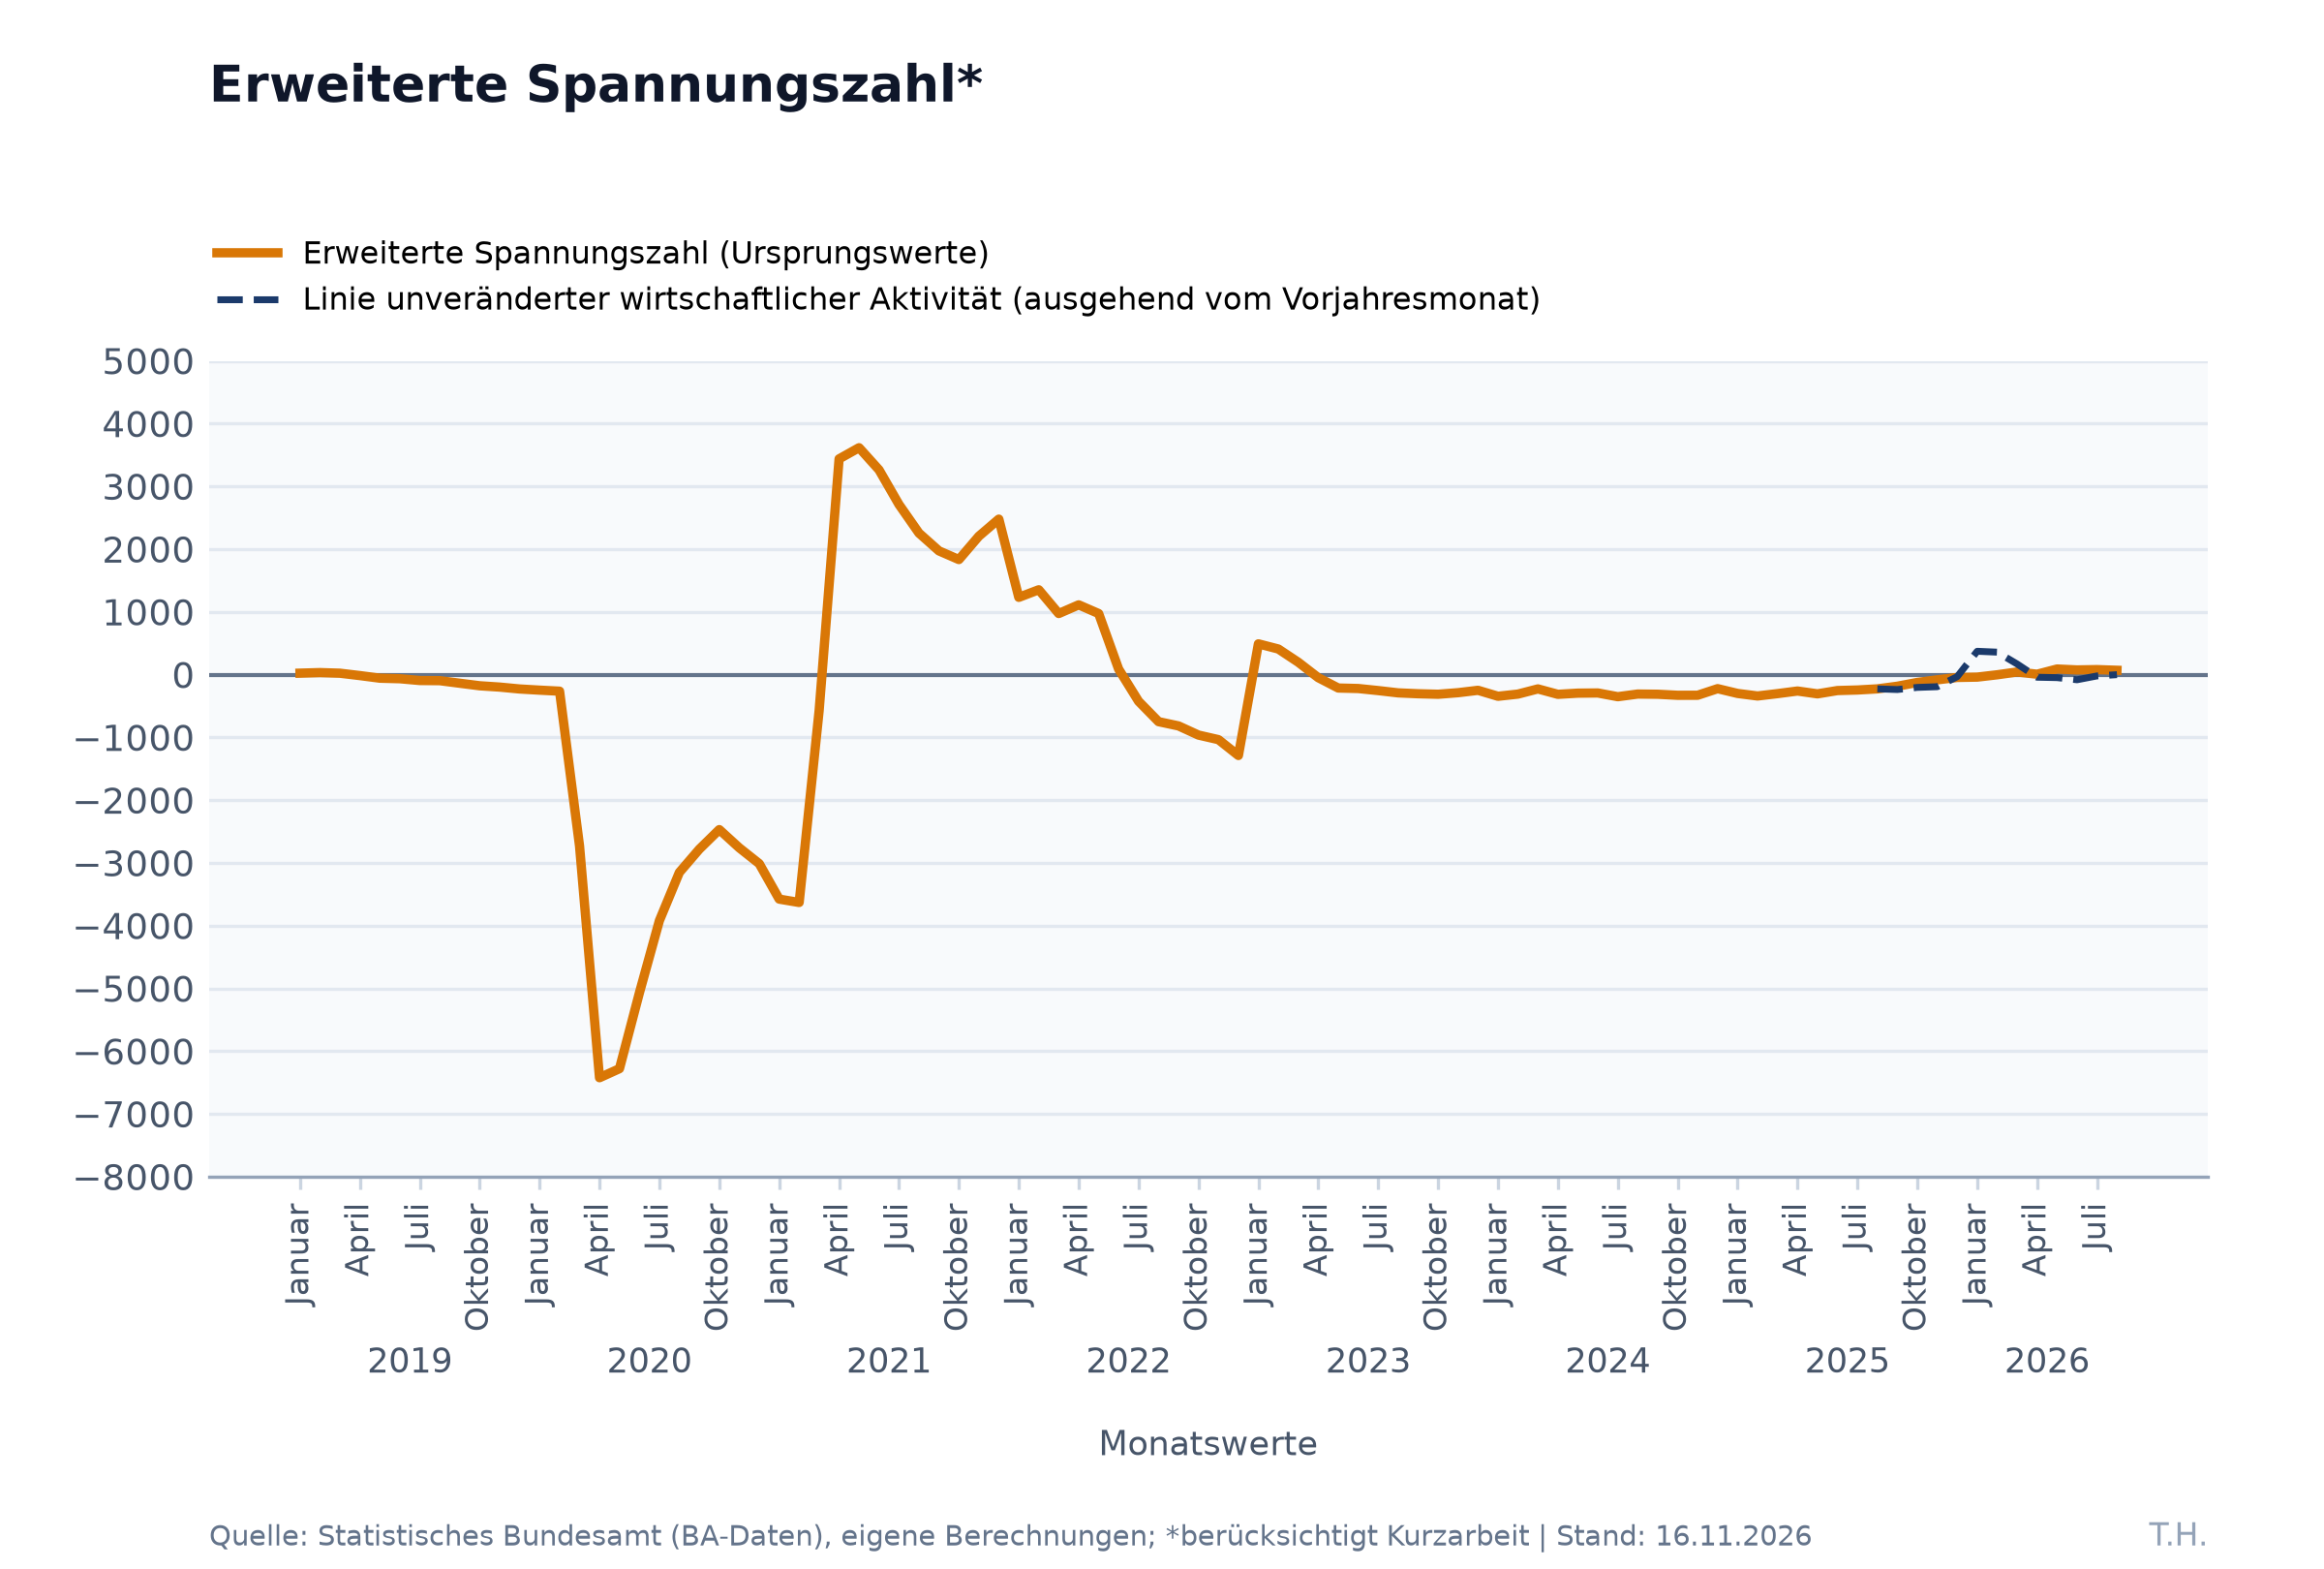 Erweiterte Spannungszahl*
Erweiterte Spannungszahl (Ursprungswerte)
Linie unveränderter wirtschaftlicher Aktivität (ausgehend vom Vorjahresmonat)
5000
4000
3000
2000
1000
0
−1000
−2000
−3000
−4000
−5000
−6000
−7000
−8000
Januar April Juli Oktober Januar April Juli Oktober Januar April Juli Oktober Januar April Juli Oktober Januar April Juli Oktober Januar April Juli Oktober Januar April Juli Oktober Januar April Juli
2019 2020 2021 2022 2023 2024 2025 2026
Monatswerte
Quelle: Statistisches Bundesamt (BA-Daten), eigene Berechnungen; *berücksichtigt Kurzarbeit | Stand: 16.11.2026 T.H.